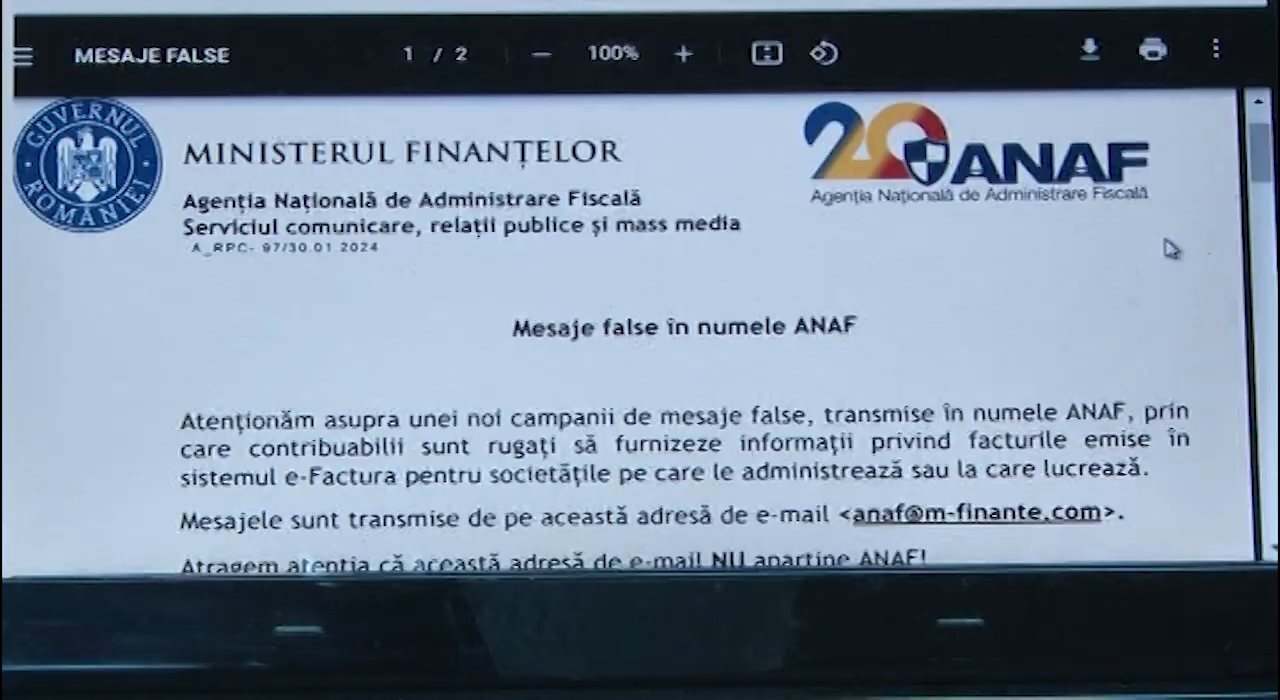 MESAJE FALSE 1 / 2 — 100% +
GUVERNUL ROMÂNIEI
MINISTERUL FINANȚELOR
20 ANAF
Agenția Națională de Administrare Fiscală
Agenția Națională de Administrare Fiscală
Serviciul comunicare, relații publice și mass media
A_RPC- 97/30.01.2024
Mesaje false în numele ANAF
Atenționăm asupra unei noi campanii de mesaje false, transmise în numele ANAF, prin
care contribuabilii sunt rugați să furnizeze informații privind facturile emise în
sistemul e-Factura pentru societățile pe care le administrează sau la care lucrează.
Mesajele sunt transmise de pe această adresă de e-mail <anaf@m-finante.com>.
Atragem atenția că această adresă de e-mail NU aparține ANAF!